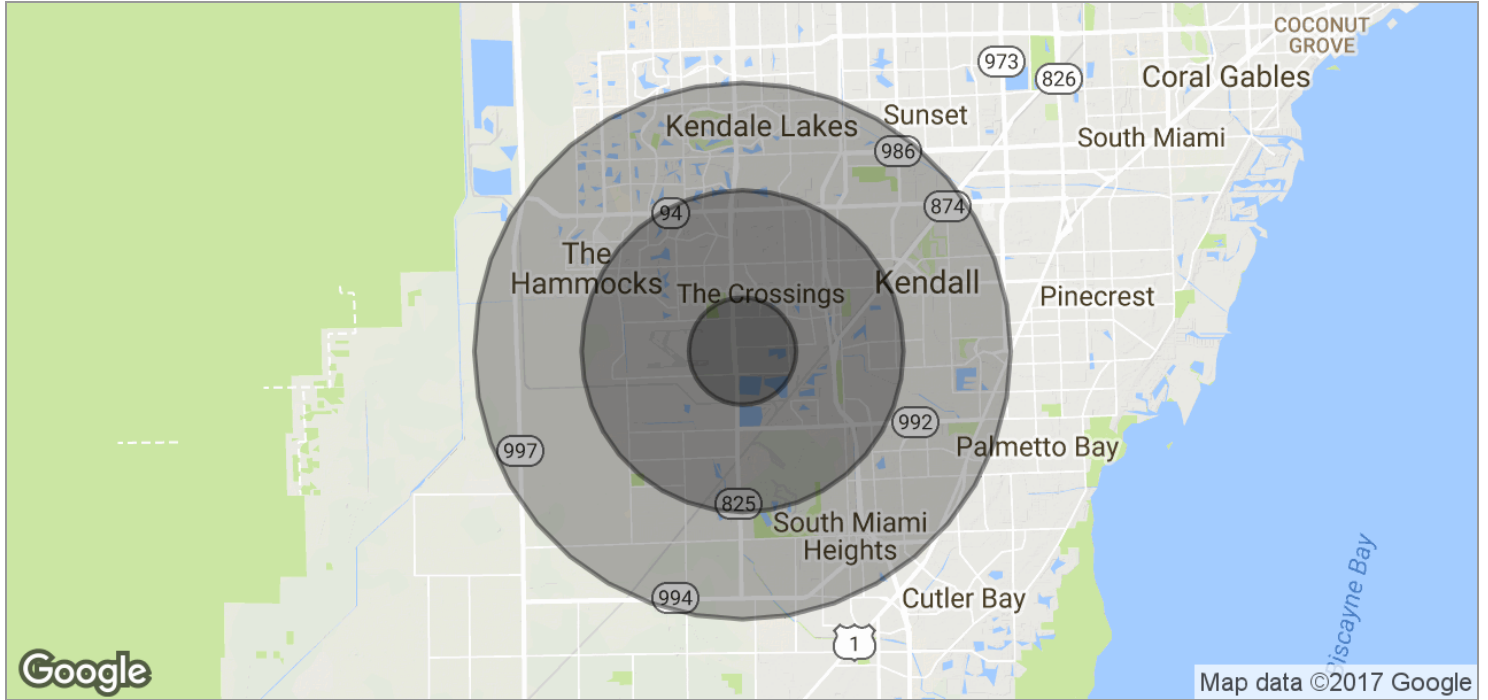 COCONUT
GROVE
973
826
Coral Gables
Sunset
Kendale Lakes
South Miami
986
94
874
The
Hammocks
Kendall
The Crossings
Pinecrest
992
997
Palmetto Bay
825
South Miami
Heights
994
Cutler Bay
1
Biscayne Bay
Google
Map data ©2017 Google